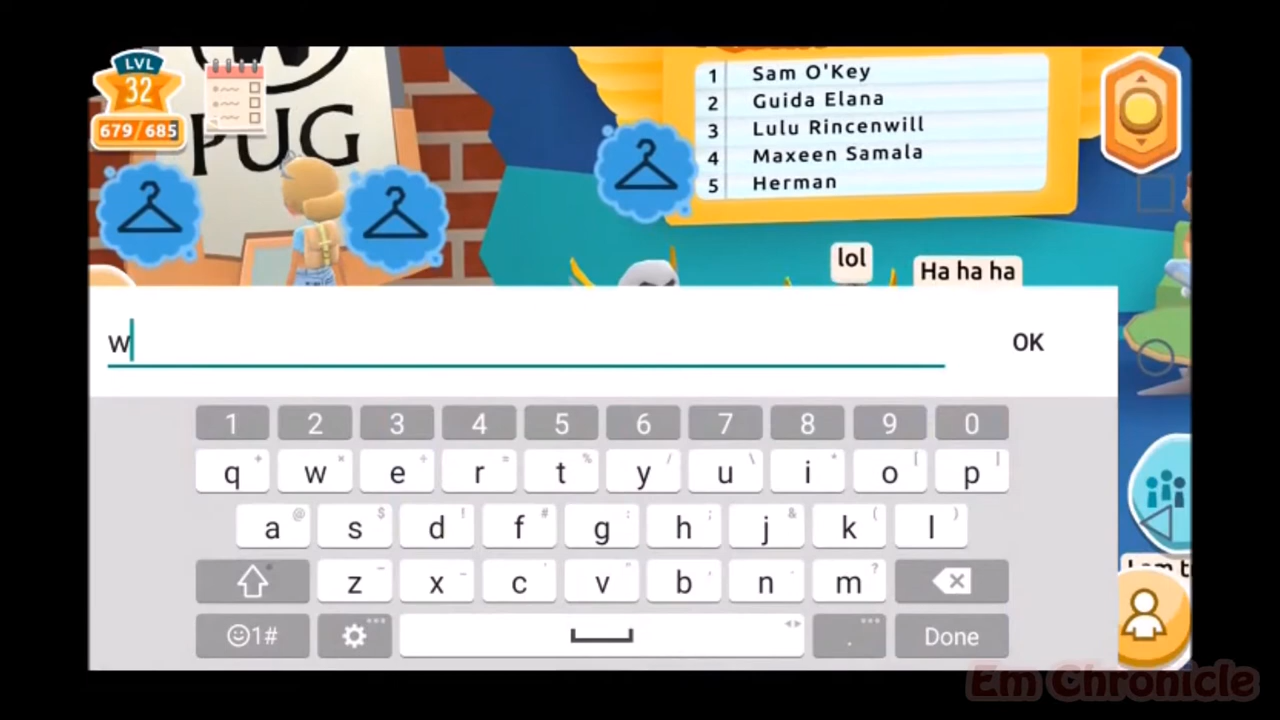 LVL
32
679/685
PUG
1 Sam O'Key
2 Guida Elana
3 Lulu Rincenwill
4 Maxeen Samala
5 Herman
lol
Ha ha ha
w
OK
1 2 3 4 5 6 7 8 9 0
q w e r t y u i o p
a s d f g h j k l
z x c v b n m
1#
.
Done
I am
Em Chronicle